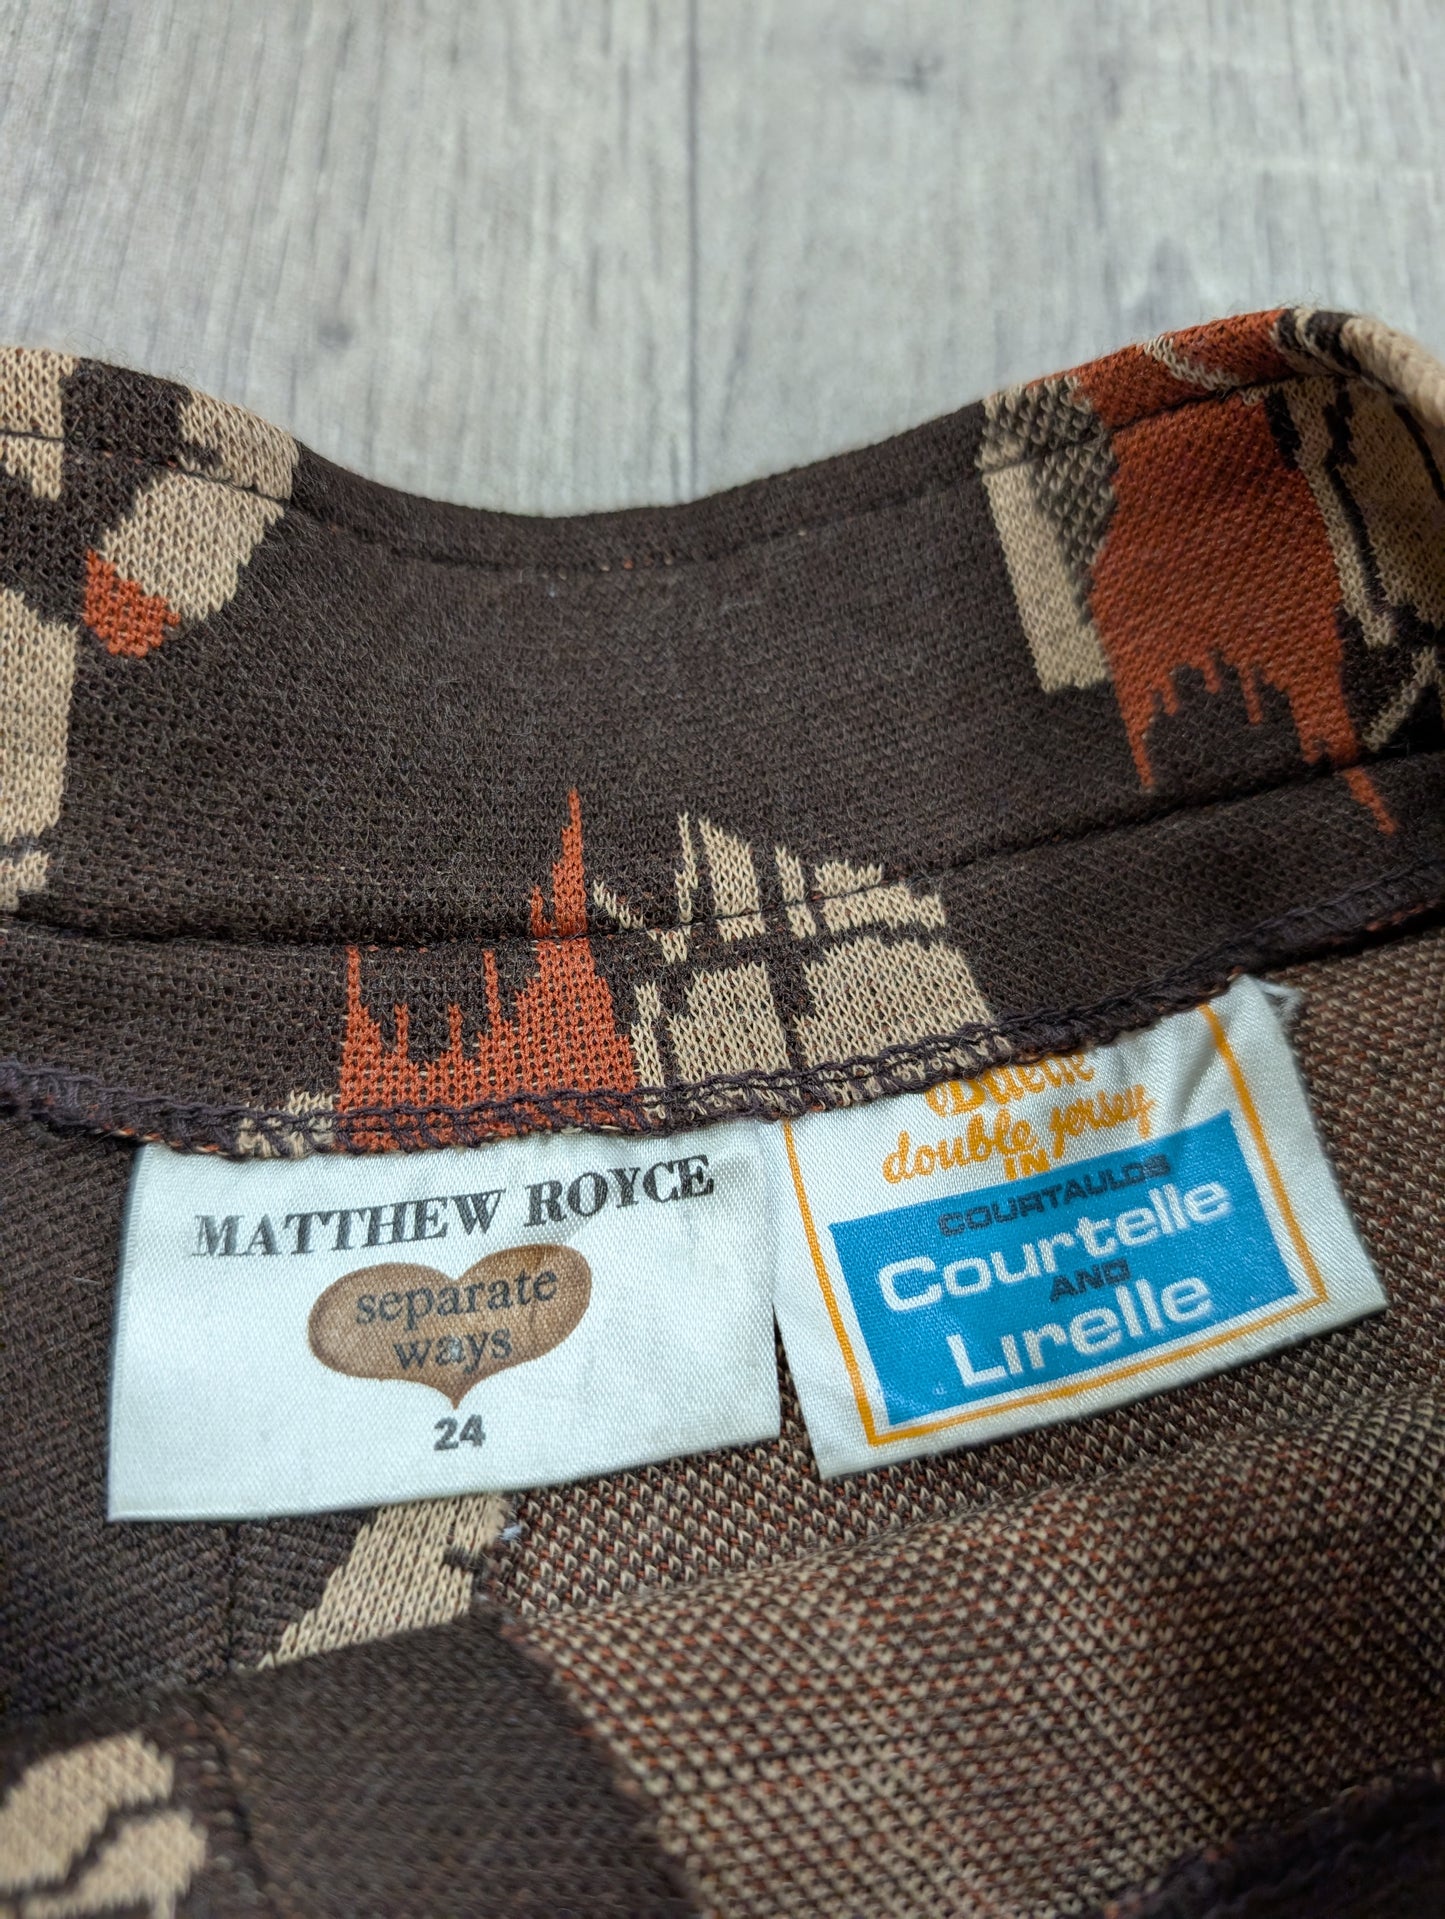 MATTHEW ROYCE
separate
ways
24
double jersey
IN
COURTAULDS
Courtelle
AND
Lirelle